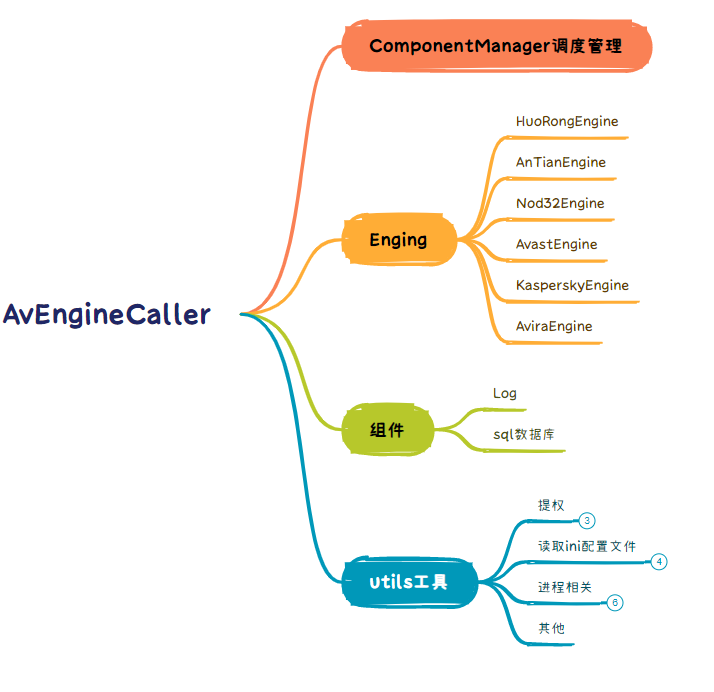 ComponentManager调度管理
HuoRongEngine
AnTianEngine
Nod32Engine
Enging
AvastEngine
KasperskyEngine
AviraEngine
AvEngineCaller
Log
组件
sql数据库
提权
3
读取ini配置文件
4
utils工具
进程相关
6
其他